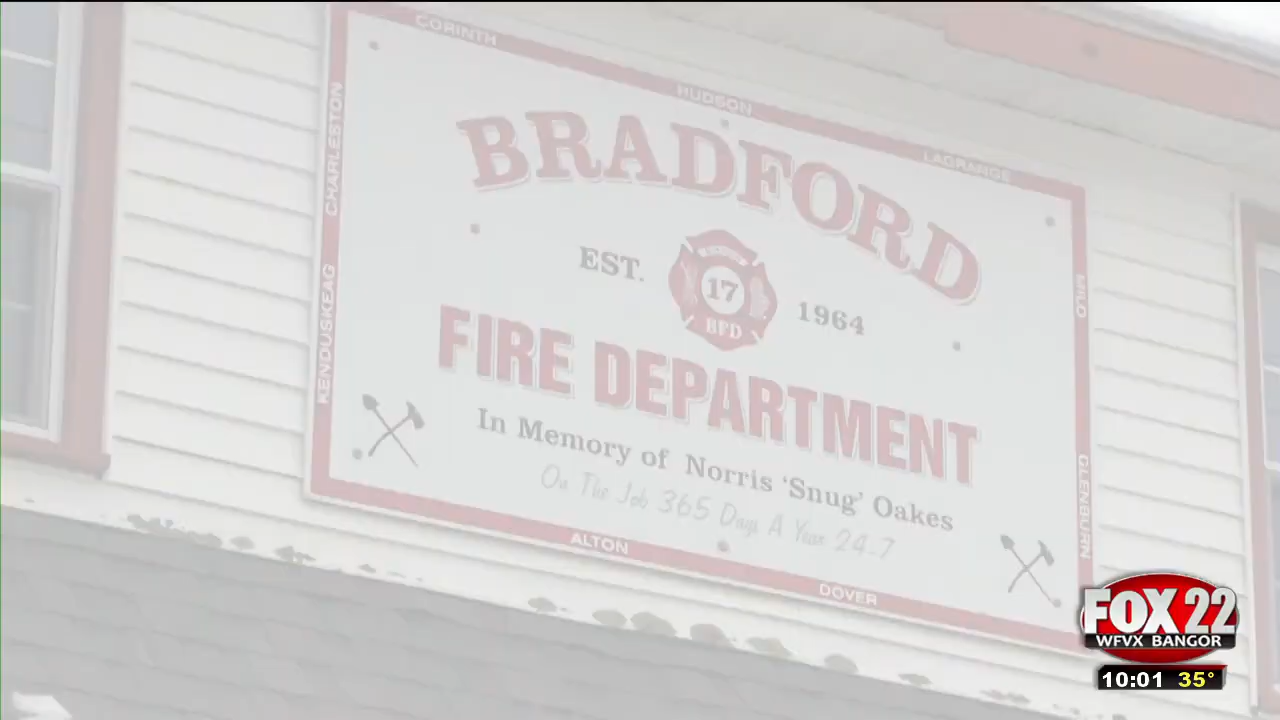 CORINTH
HUDSON
LAGRANGE
CHARLESTON
KENDUSKEAG
BRADFORD
EST.
17
BFD
1964
FIRE DEPARTMENT
In Memory of Norris ‘Snug’ Oakes
On The Job 365 Days A Year 24-7
MILO
GLENBURN
ALTON
DOVER
FOX 22
WFVX BANGOR
10:01 35°